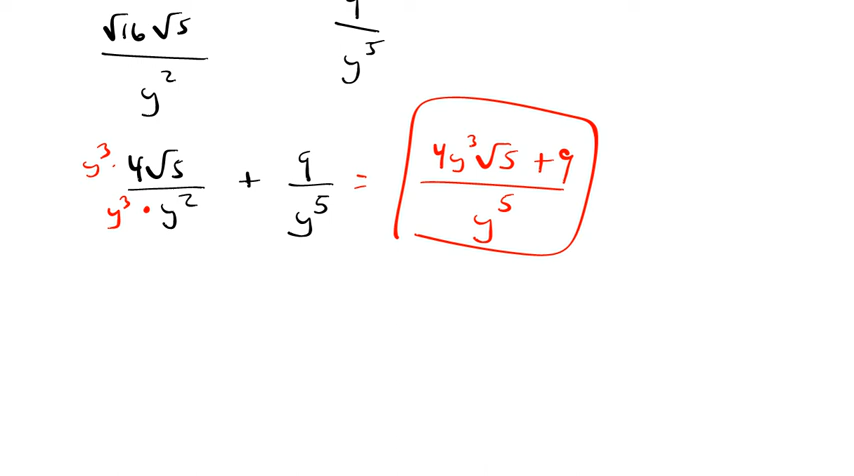 √16 √5 / y² 9 / y⁵
y³ · 4√5 / y³ · y² + 9 / y⁵ = 4y³√5 + 9 / y⁵